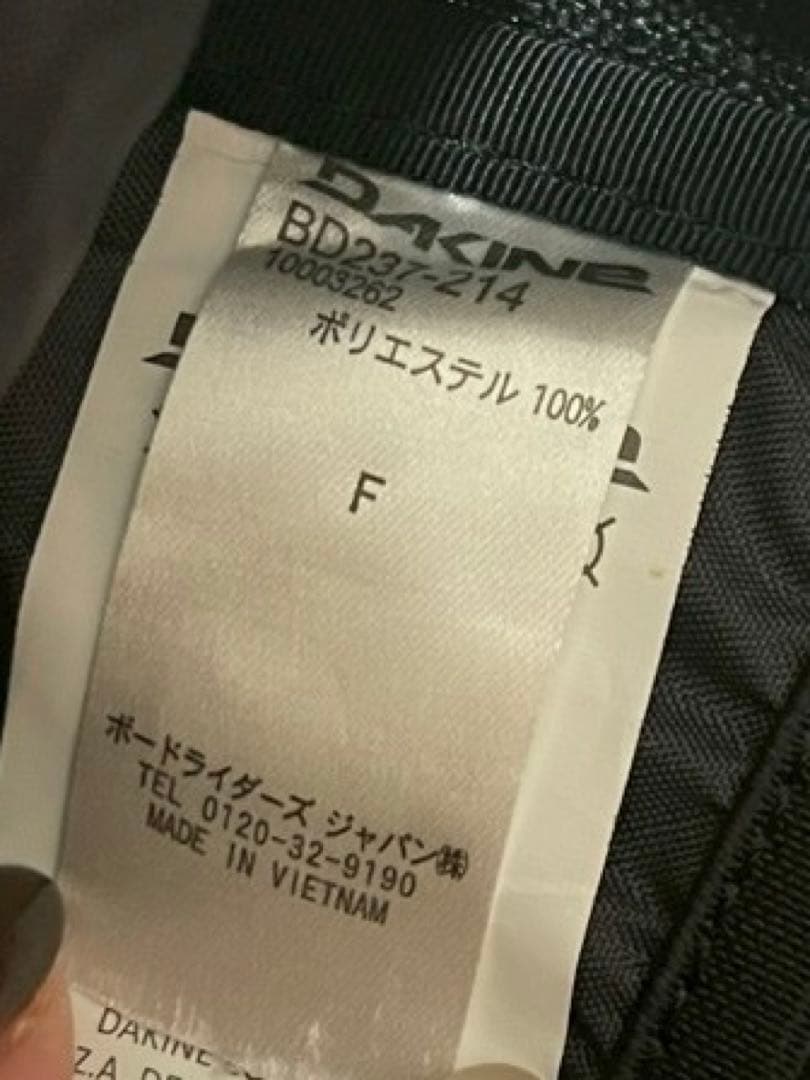 DAKINE
BD237-214
10003262
ポリエステル 100%
F
ボードライダーズ ジャパン㈱
TEL 0120-32-9190
MADE IN VIETNAM
DAKINE
Z.A